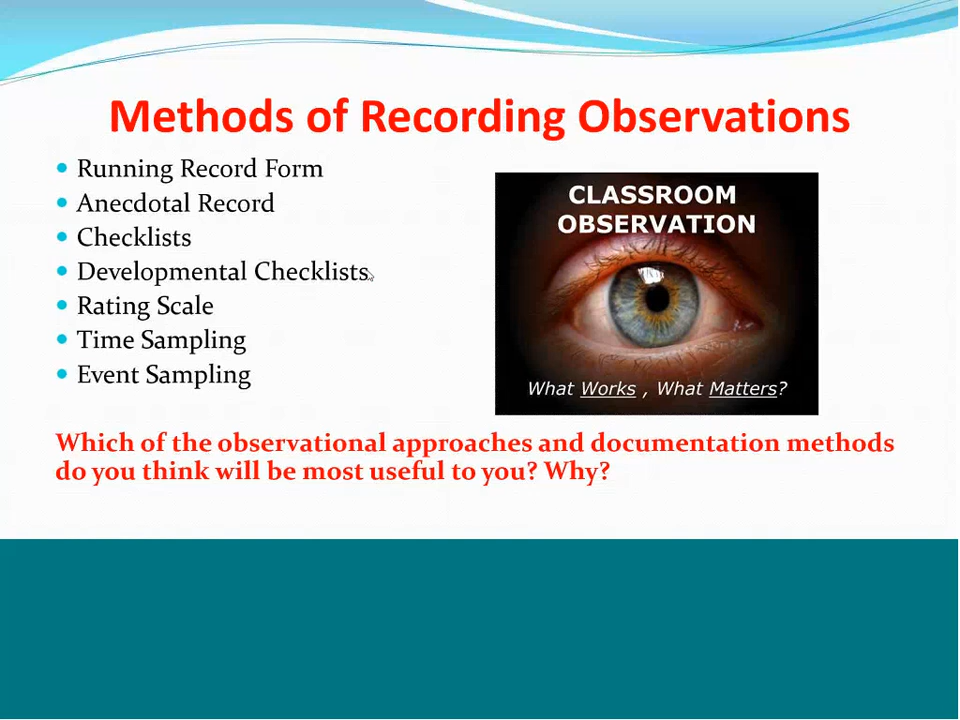 Methods of Recording Observations
Running Record Form
Anecdotal Record
Checklists
Developmental Checklists
Rating Scale
Time Sampling
Event Sampling
CLASSROOM
OBSERVATION
What Works , What Matters?
Which of the observational approaches and documentation methods
do you think will be most useful to you? Why?